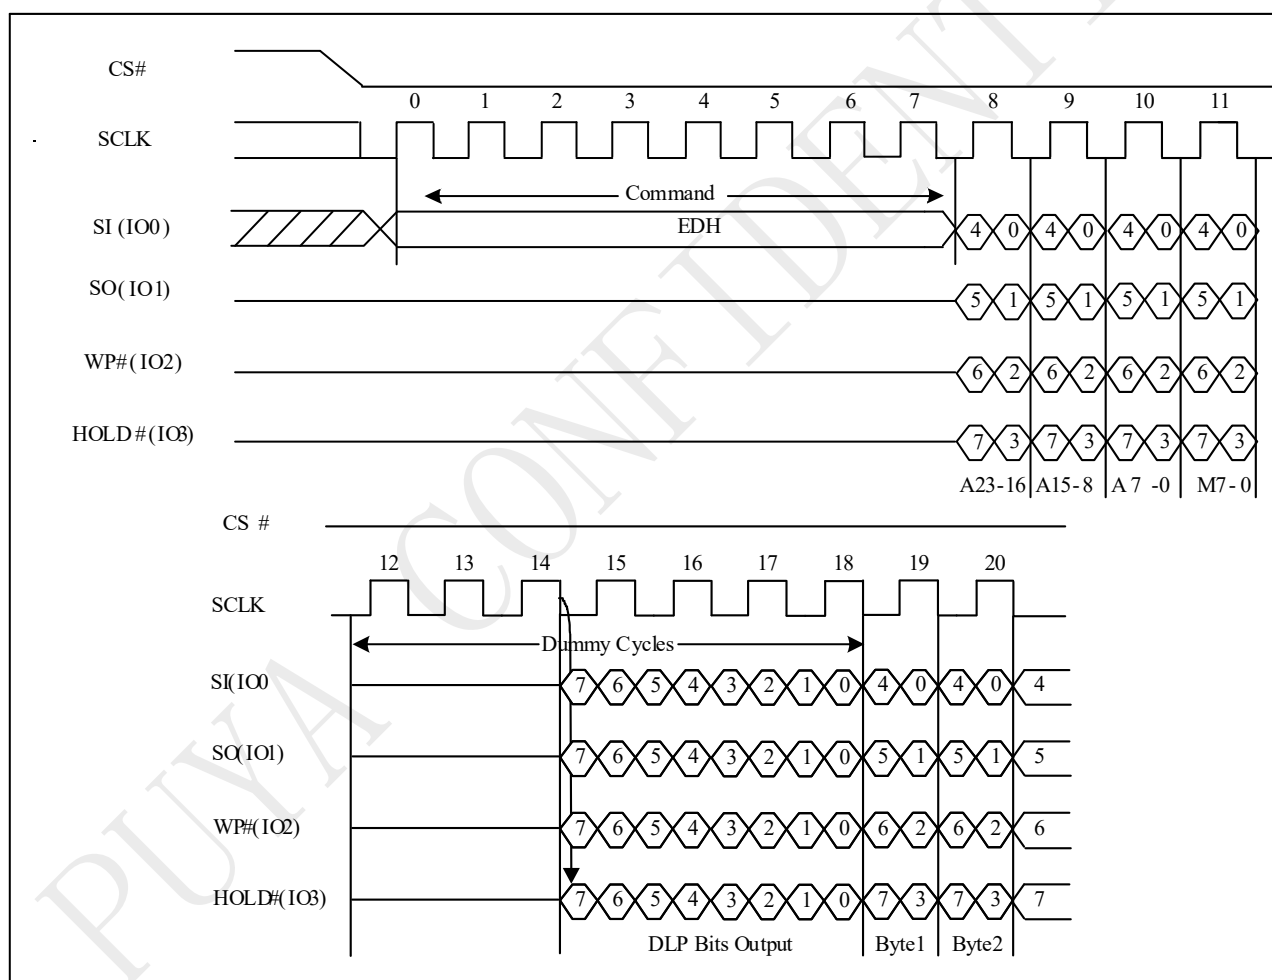 CS#
0 1 2 3 4 5 6 7 8 9 10 11
SCLK
Command
SI (IO0) EDH 4 0 4 0 4 0 4 0
SO(IO1) 5 1 5 1 5 1 5 1
WP#(IO2) 6 2 6 2 6 2 6 2
HOLD#(IO3) 7 3 7 3 7 3 7 3
A23-16 A15-8 A7-0 M7-0
CS #
12 13 14 15 16 17 18 19 20
SCLK
Dummy Cycles
SI(IO0 7 6 5 4 3 2 1 0 4 0 4 0 4
SO(IO1) 7 6 5 4 3 2 1 0 5 1 5 1 5
WP#(IO2) 7 6 5 4 3 2 1 0 6 2 6 2 6
HOLD#(IO3) 7 6 5 4 3 2 1 0 7 3 7 3 7
DLP Bits Output Byte1 Byte2
PUYA CONFIDENT